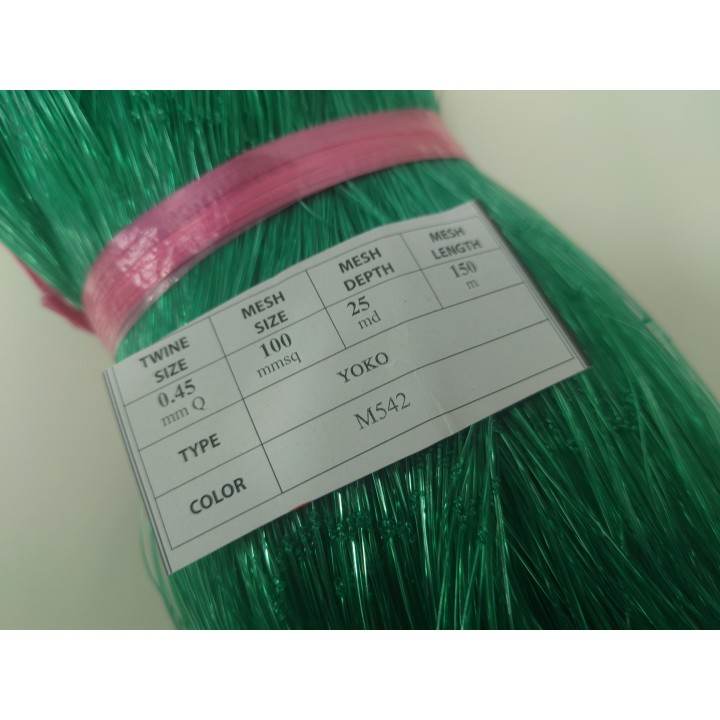 TWINE SIZE MESH SIZE MESH DEPTH MESH LENGTH
0.45 mm Q 100 mmsq 25 md 150 m
TYPE YOKO
COLOR M542